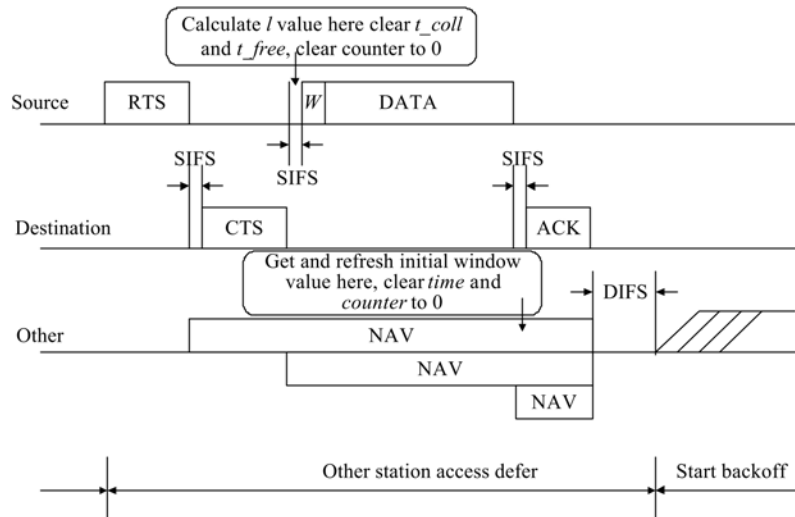 Calculate l value here clear t_coll
and t_free, clear counter to 0
Source
RTS
W
DATA
SIFS
SIFS
SIFS
Destination
CTS
ACK
Get and refresh initial window
value here, clear time and
counter to 0
DIFS
Other
NAV
NAV
NAV
Other station access defer
Start backoff